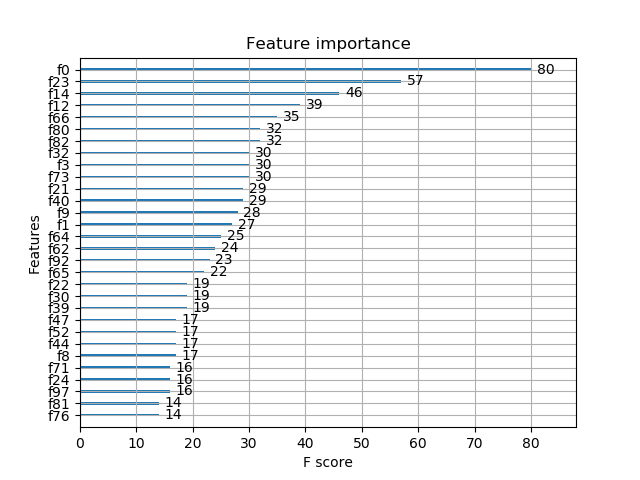 Feature importance
f0 80
f23 57
f14 46
f12 39
f66 35
f80 32
f82 32
f32 30
f3 30
f73 30
f21 29
f40 29
f9 28
f1 27
f64 25
f62 24
f92 23
f65 22
f22 19
f30 19
f39 19
f47 17
f52 17
f44 17
f8 17
f71 16
f24 16
f97 16
f81 14
f76 14
Features
0 10 20 30 40 50 60 70 80
F score